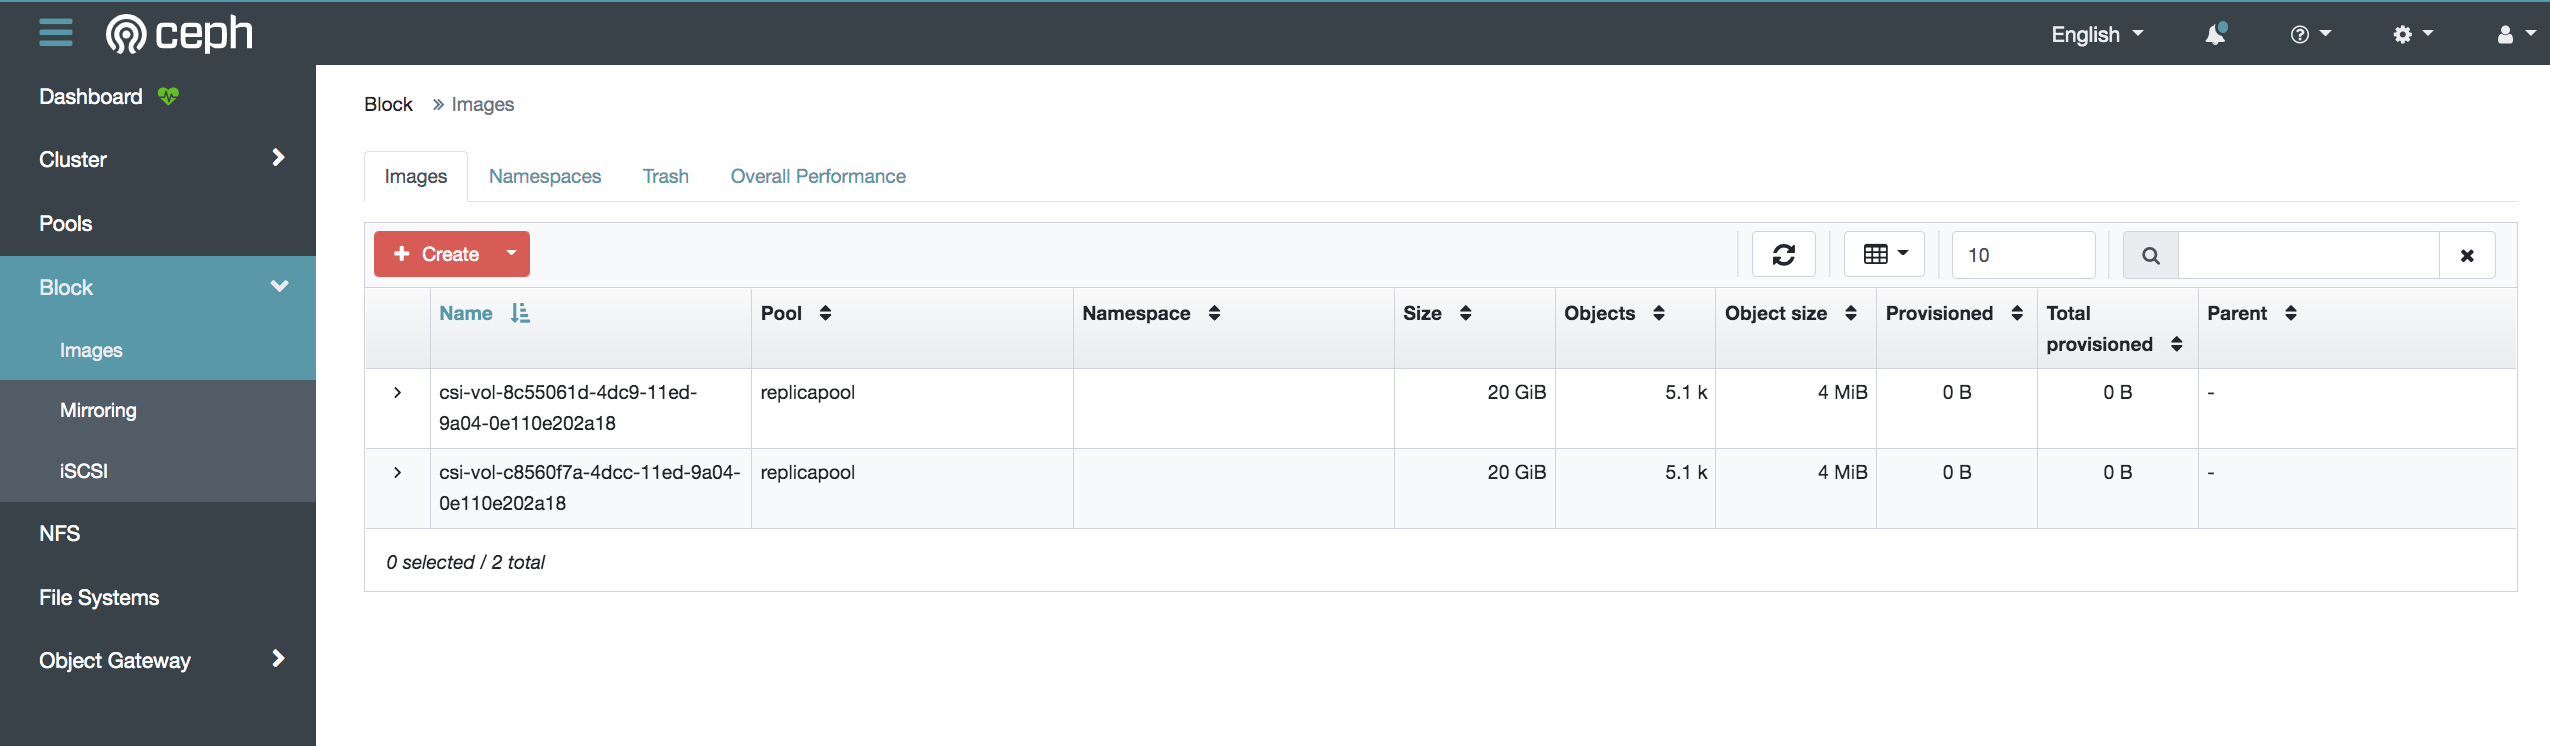 ceph
English
Dashboard
Cluster
Pools
Block
Images
Mirroring
iSCSI
NFS
File Systems
Object Gateway
Block » Images
Images Namespaces Trash Overall Performance
+ Create 10
Name Pool Namespace Size Objects Object size Provisioned Total Parent
provisioned
csi-vol-8c55061d-4dc9-11ed- replicapool 20 GiB 5.1 k 4 MiB 0 B 0 B -
9a04-0e110e202a18
csi-vol-c8560f7a-4dcc-11ed-9a04- replicapool 20 GiB 5.1 k 4 MiB 0 B 0 B -
0e110e202a18
0 selected / 2 total